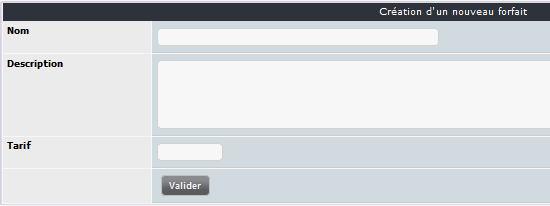 Création d'un nouveau forfait
Nom
Description
Tarif
Valider